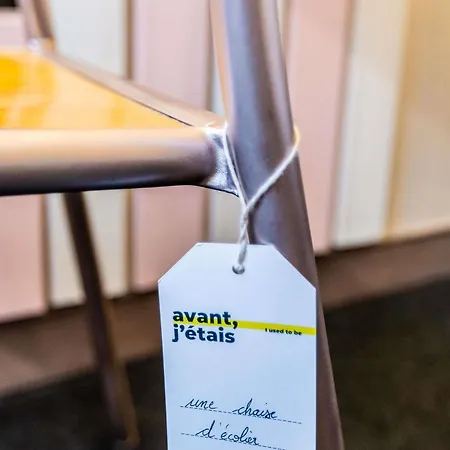 avant,
j'étais
I used to be
une chaise
d'écolier